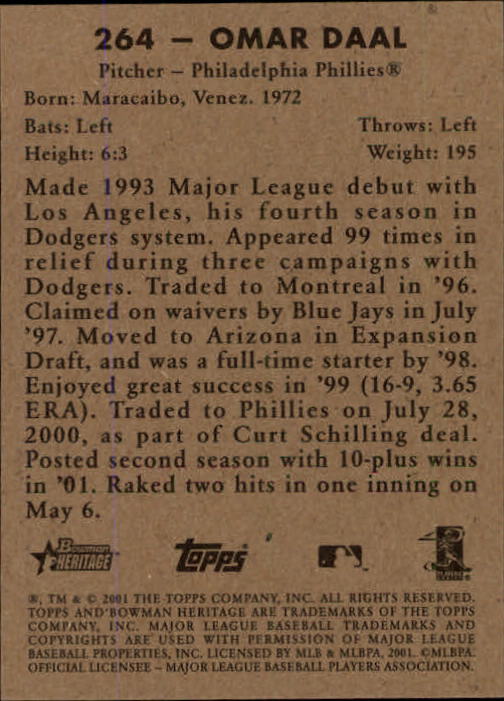 264 – OMAR DAAL
Pitcher – Philadelphia Phillies®
Born: Maracaibo, Venez. 1972
Bats: Left Throws: Left
Height: 6:3 Weight: 195
Made 1993 Major League debut with
Los Angeles, his fourth season in
Dodgers system. Appeared 99 times in
relief during three campaigns with
Dodgers. Traded to Montreal in '96.
Claimed on waivers by Blue Jays in July
'97. Moved to Arizona in Expansion
Draft, and was a full-time starter by '98.
Enjoyed great success in '99 (16-9, 3.65
ERA). Traded to Phillies on July 28,
2000, as part of Curt Schilling deal.
Posted second season with 10-plus wins
in '01. Raked two hits in one inning on
May 6.
Bowman HERITAGE Topps
®, TM & © 2001 THE TOPPS COMPANY, INC. ALL RIGHTS RESERVED.
TOPPS AND BOWMAN HERITAGE ARE TRADEMARKS OF THE TOPPS
COMPANY, INC. MAJOR LEAGUE BASEBALL TRADEMARKS AND
COPYRIGHTS ARE USED WITH PERMISSION OF MAJOR LEAGUE
BASEBALL PROPERTIES, INC. LICENSED BY MLB & MLBPA, 2001. ©MLBPA.
OFFICIAL LICENSEE – MAJOR LEAGUE BASEBALL PLAYERS ASSOCIATION.